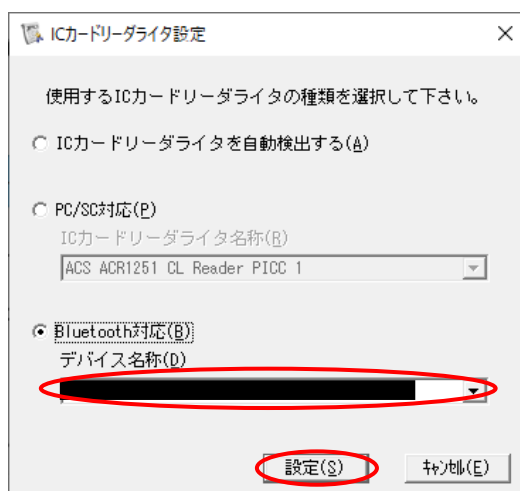 ICカードリーダライタ設定
使用するICカードリーダライタの種類を選択して下さい。
ICカードリーダライタを自動検出する(A)
PC/SC対応(P)
ICカードリーダライタ名称(R)
ACS ACR1251 CL Reader PICC 1
Bluetooth対応(B)
デバイス名称(D)
設定(S)
ｷｬﾝｾﾙ(E)